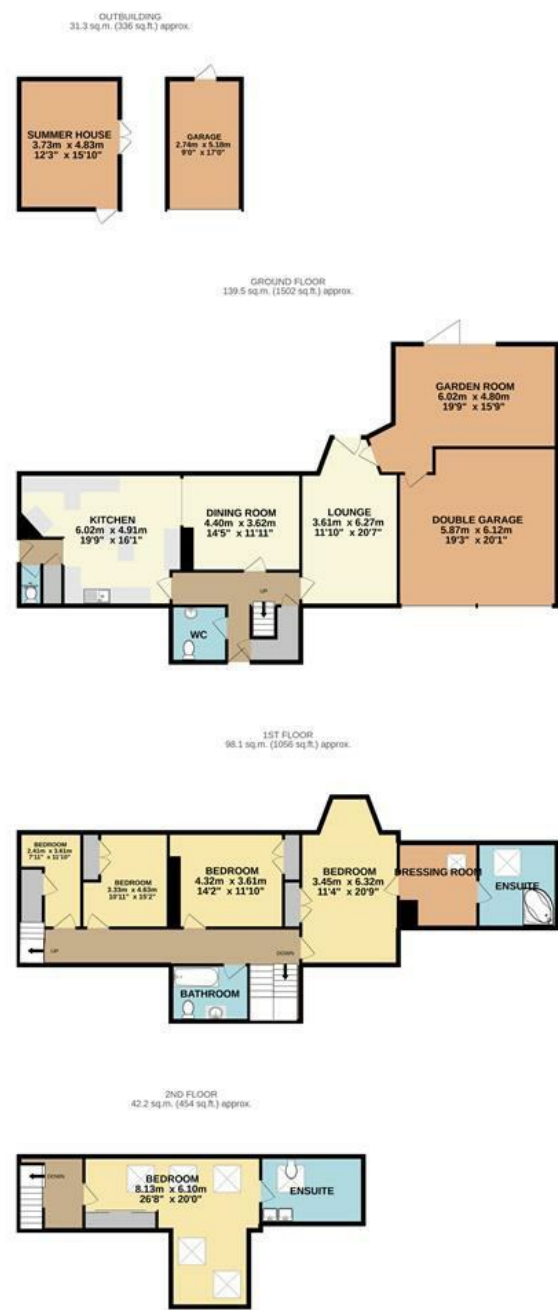 OUTBUILDING
31.3 sq.m. (336 sq.ft.) approx.
SUMMER HOUSE
3.73m x 4.83m
12'3" x 15'10"
GARAGE
2.74m x 5.18m
9'0" x 17'0"
GROUND FLOOR
139.5 sq.m. (1502 sq.ft.) approx.
GARDEN ROOM
6.02m x 4.80m
19'9" x 15'9"
KITCHEN
6.02m x 4.91m
19'9" x 16'1"
DINING ROOM
4.40m x 3.62m
14'5" x 11'11"
LOUNGE
3.61m x 6.27m
11'10" x 20'7"
DOUBLE GARAGE
5.87m x 6.12m
19'3" x 20'1"
UP
WC
1ST FLOOR
98.1 sq.m. (1056 sq.ft.) approx.
BEDROOM
2.41m x 3.61m
7'11" x 11'10"
BEDROOM
3.33m x 4.63m
10'11" x 15'2"
BEDROOM
4.32m x 3.61m
14'2" x 11'10"
BEDROOM
3.45m x 6.32m
11'4" x 20'9"
DRESSING ROOM
ENSUITE
UP
DOWN
BATHROOM
2ND FLOOR
42.2 sq.m. (454 sq.ft.) approx.
DOWN
BEDROOM
8.13m x 6.10m
26'8" x 20'0"
ENSUITE